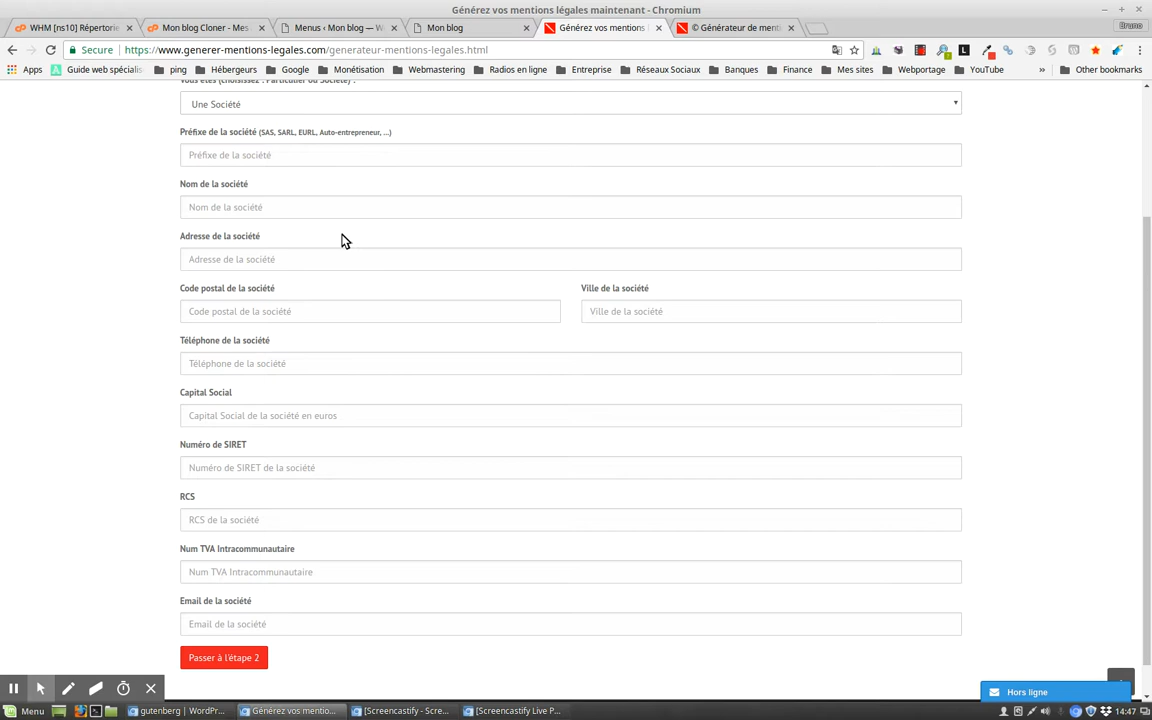 Générez vos mentions légales maintenant - Chromium
WHM [ns10] Répertoire
Mon blog Cloner - Mes
Menus ‹ Mon blog — W
Mon blog
Générez vos mentions l
© Générateur de menti
Bruno
Secure
https://www.generer-mentions-legales.com/generateur-mentions-legales.html
Apps
Guide web spécialis
ping
Hébergeurs
Google
Monétisation
Webmastering
Radios en ligne
Entreprise
Réseaux Sociaux
Banques
Finance
Mes sites
Webportage
YouTube
»
Other bookmarks
Vous êtes (choisissez : Particulier ou Société) :
Une Société
Préfixe de la société (SAS, SARL, EURL, Auto-entrepreneur, ...)
Préfixe de la société
Nom de la société
Nom de la société
Adresse de la société
Adresse de la société
Code postal de la société
Ville de la société
Code postal de la société
Ville de la société
Téléphone de la société
Téléphone de la société
Capital Social
Capital Social de la société en euros
Numéro de SIRET
Numéro de SIRET de la société
RCS
RCS de la société
Num TVA Intracommunautaire
Num TVA Intracommunautaire
Email de la société
Email de la société
Passer à l'étape 2
Hors ligne
Menu
gutenberg | WordPr...
Générez vos mentio...
[Screencastify - Scre...
[Screencastify Live P...
14:47